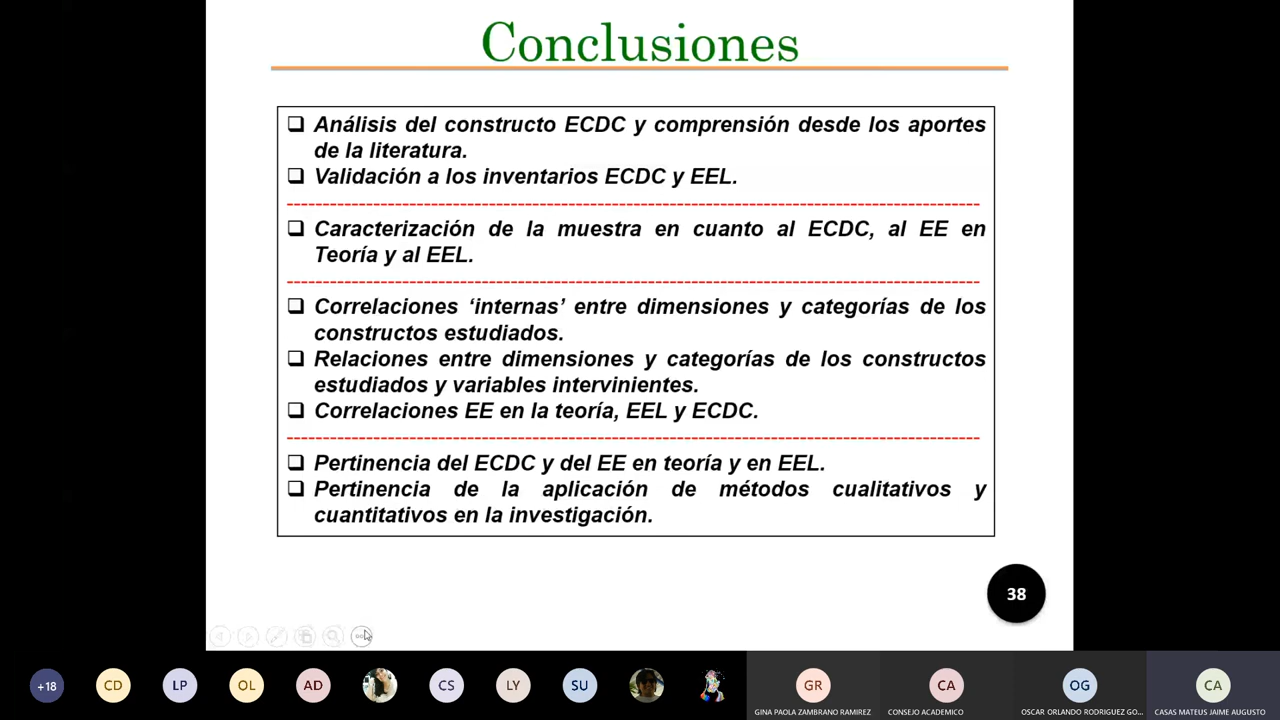 Conclusiones
❑ Análisis del constructo ECDC y comprensión desde los aportes
de la literatura.
❑ Validación a los inventarios ECDC y EEL.
❑ Caracterización de la muestra en cuanto al ECDC, al EE en
Teoría y al EEL.
❑ Correlaciones ‘internas’ entre dimensiones y categorías de los
constructos estudiados.
❑ Relaciones entre dimensiones y categorías de los constructos
estudiados y variables intervinientes.
❑ Correlaciones EE en la teoría, EEL y ECDC.
❑ Pertinencia del ECDC y del EE en teoría y en EEL.
❑ Pertinencia de la aplicación de métodos cualitativos y
cuantitativos en la investigación.
38
+18 CD LP OL AD CS LY SU GR CA OG CA
GINA PAOLA ZAMBRANO RAMIREZ CONSEJO ACADEMICO OSCAR ORLANDO RODRIGUEZ GO... CASAS MATEUS JAIME AUGUSTO